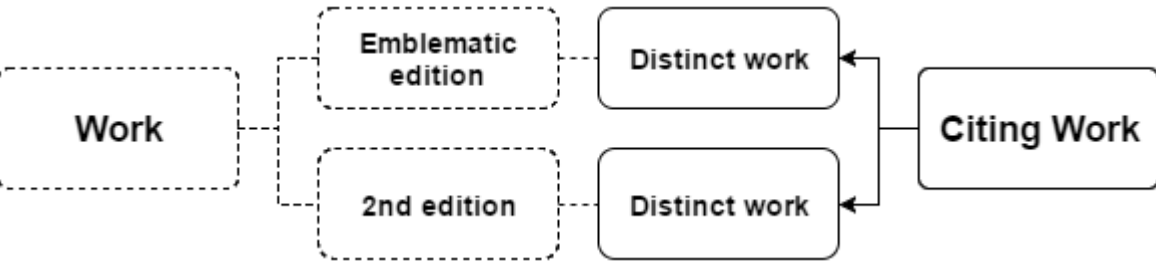 Emblematic
edition
Distinct work
Work
Citing Work
2nd edition
Distinct work